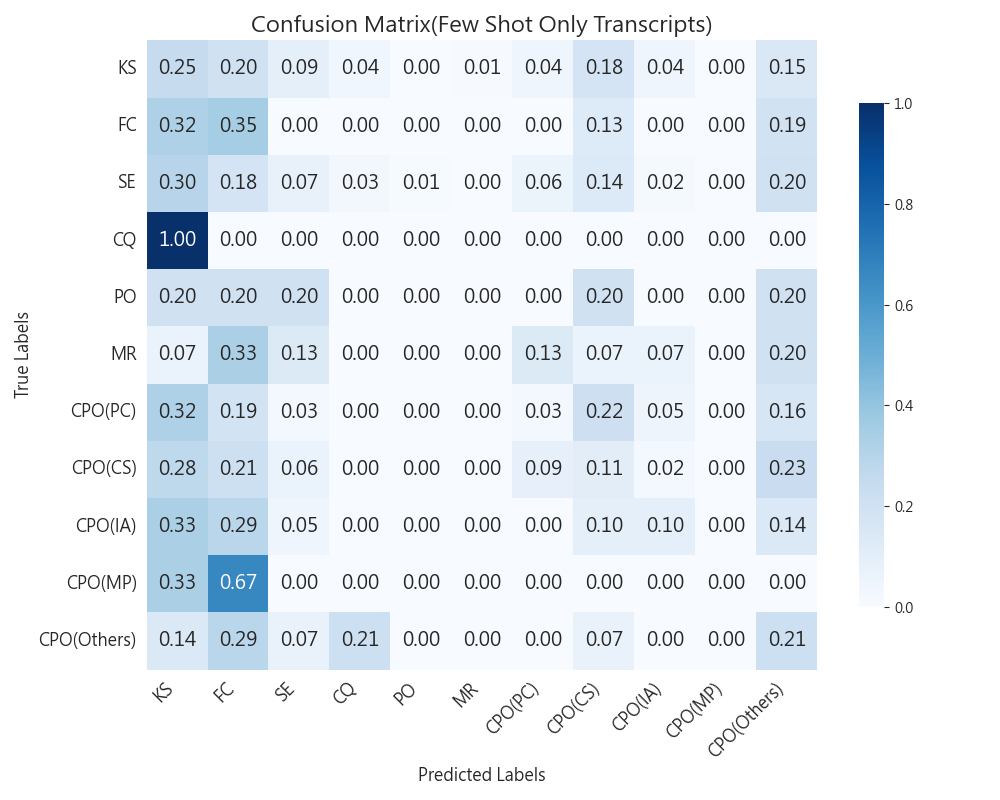 Confusion Matrix(Few Shot Only Transcripts)
KS 0.25 0.20 0.09 0.04 0.00 0.01 0.04 0.18 0.04 0.00 0.15
FC 0.32 0.35 0.00 0.00 0.00 0.00 0.00 0.13 0.00 0.00 0.19
SE 0.30 0.18 0.07 0.03 0.01 0.00 0.06 0.14 0.02 0.00 0.20
CQ 1.00 0.00 0.00 0.00 0.00 0.00 0.00 0.00 0.00 0.00 0.00
PO 0.20 0.20 0.20 0.00 0.00 0.00 0.00 0.20 0.00 0.00 0.20
MR 0.07 0.33 0.13 0.00 0.00 0.00 0.13 0.07 0.07 0.00 0.20
CPO(PC) 0.32 0.19 0.03 0.00 0.00 0.00 0.03 0.22 0.05 0.00 0.16
CPO(CS) 0.28 0.21 0.06 0.00 0.00 0.00 0.09 0.11 0.02 0.00 0.23
CPO(IA) 0.33 0.29 0.05 0.00 0.00 0.00 0.00 0.10 0.10 0.00 0.14
CPO(MP) 0.33 0.67 0.00 0.00 0.00 0.00 0.00 0.00 0.00 0.00 0.00
CPO(Others) 0.14 0.29 0.07 0.21 0.00 0.00 0.00 0.07 0.00 0.00 0.21
KS FC SE CQ PO MR CPO(PC) CPO(CS) CPO(IA) CPO(MP) CPO(Others)
Predicted Labels
True Labels
1.0
0.8
0.6
0.4
0.2
0.0